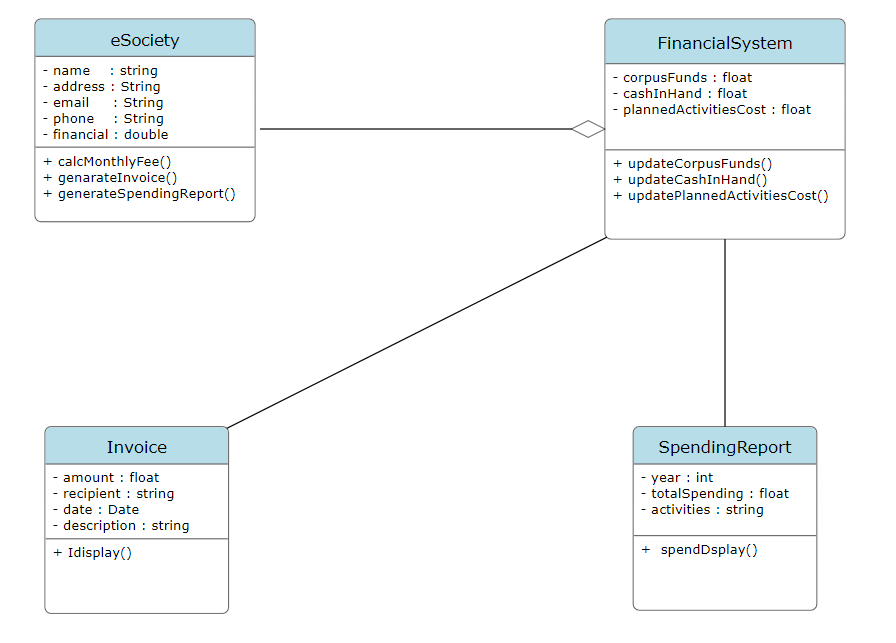 eSociety
- name : string
- address : String
- email : String
- phone : String
- financial : double
+ calcMonthlyFee()
+ genarateInvoice()
+ generateSpendingReport()
FinancialSystem
- corpusFunds : float
- cashInHand : float
- plannedActivitiesCost : float
+ updateCorpusFunds()
+ updateCashInHand()
+ updatePlannedActivitiesCost()
Invoice
- amount : float
- recipient : string
- date : Date
- description : string
+ Idisplay()
SpendingReport
- year : int
- totalSpending : float
- activities : string
+ spendDsplay()